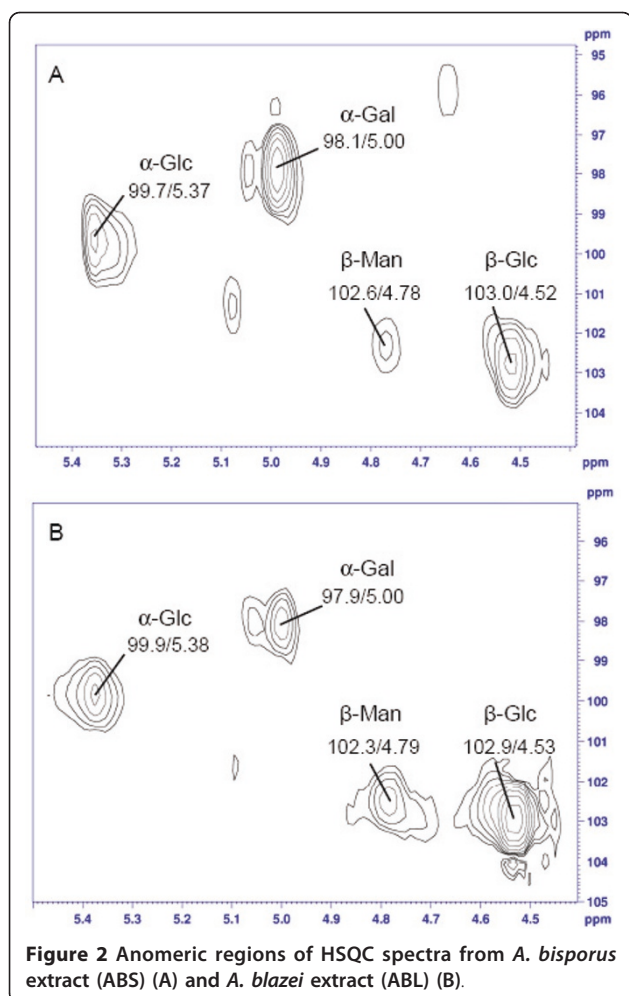 ppm
A
95
96
97
98
99
100
101
102
103
104
α-Gal
98.1/5.00
α-Glc
99.7/5.37
β-Man
102.6/4.78
β-Glc
103.0/4.52
5.4 5.3 5.2 5.1 5.0 4.9 4.8 4.7 4.6 4.5 ppm
ppm
B
96
97
98
99
100
101
102
103
104
105
α-Gal
97.9/5.00
α-Glc
99.9/5.38
β-Man
102.3/4.79
β-Glc
102.9/4.53
5.4 5.3 5.2 5.1 5.0 4.9 4.8 4.7 4.6 4.5 ppm
Figure 2 Anomeric regions of HSQC spectra from A. bisporus
extract (ABS) (A) and A. blazei extract (ABL) (B).